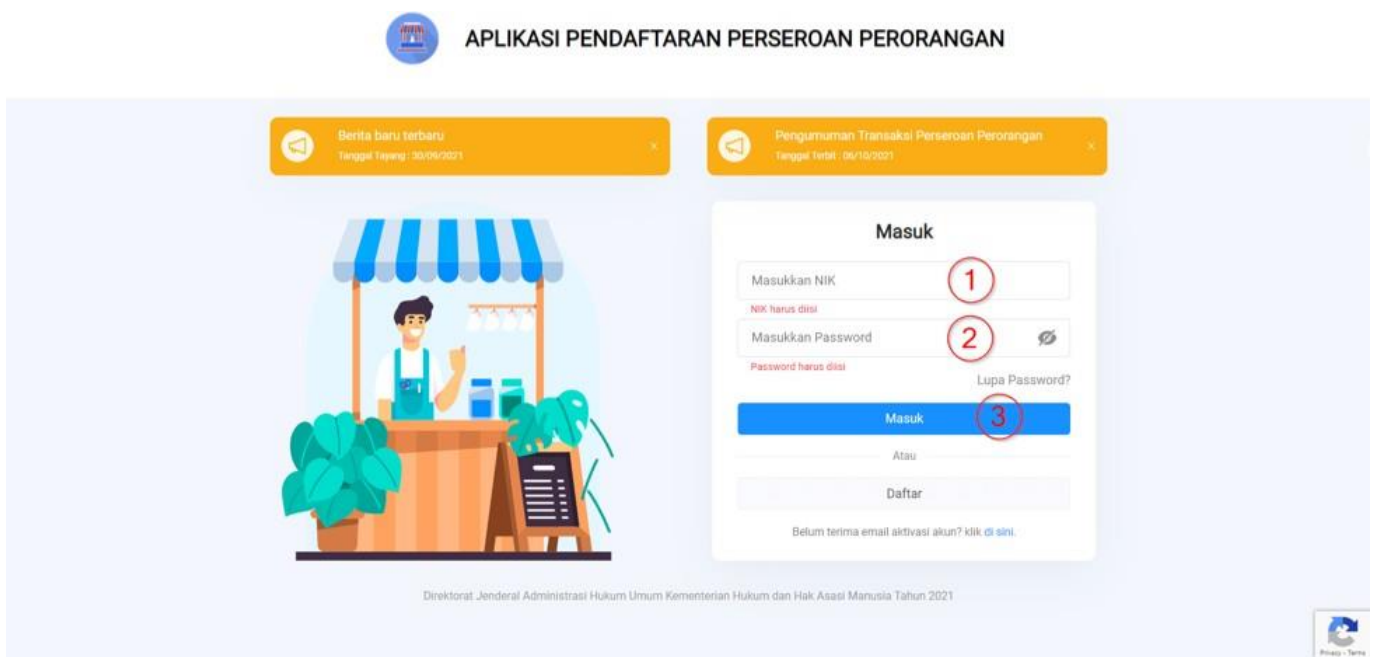 APLIKASI PENDAFTARAN PERSEROAN PERORANGAN
Berita baru terbaru
Tanggal Tayang : 30/09/2021
×
Pengumuman Transaksi Perseroan Perorangan
Tanggal Terbit : 06/10/2021
×
Masuk
Masukkan NIK 1
NIK harus diisi
Masukkan Password 2
Password harus diisi
Lupa Password?
Masuk 3
Atau
Daftar
Belum terima email aktivasi akun? klik di sini.
Direktorat Jenderal Administrasi Hukum Umum Kementerian Hukum dan Hak Asasi Manusia Tahun 2021
Privacy - Terms